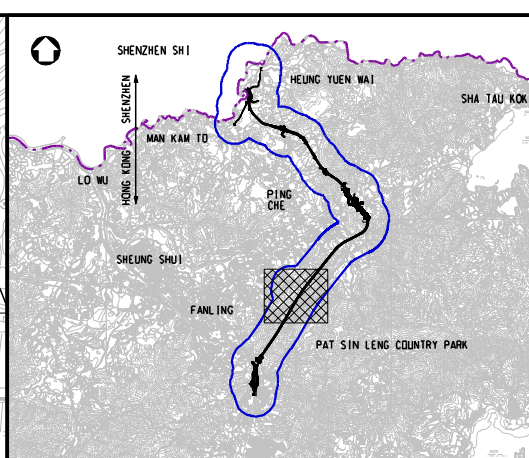 SHENZHEN SHI
HEUNG YUEN WAI
SHA TAU KOK
SHENZHEN
HONG KONG
MAN KAM TO
LO WU
PING
CHE
SHEUNG SHUI
FANLING
PAT SIN LENG COUNTRY PARK